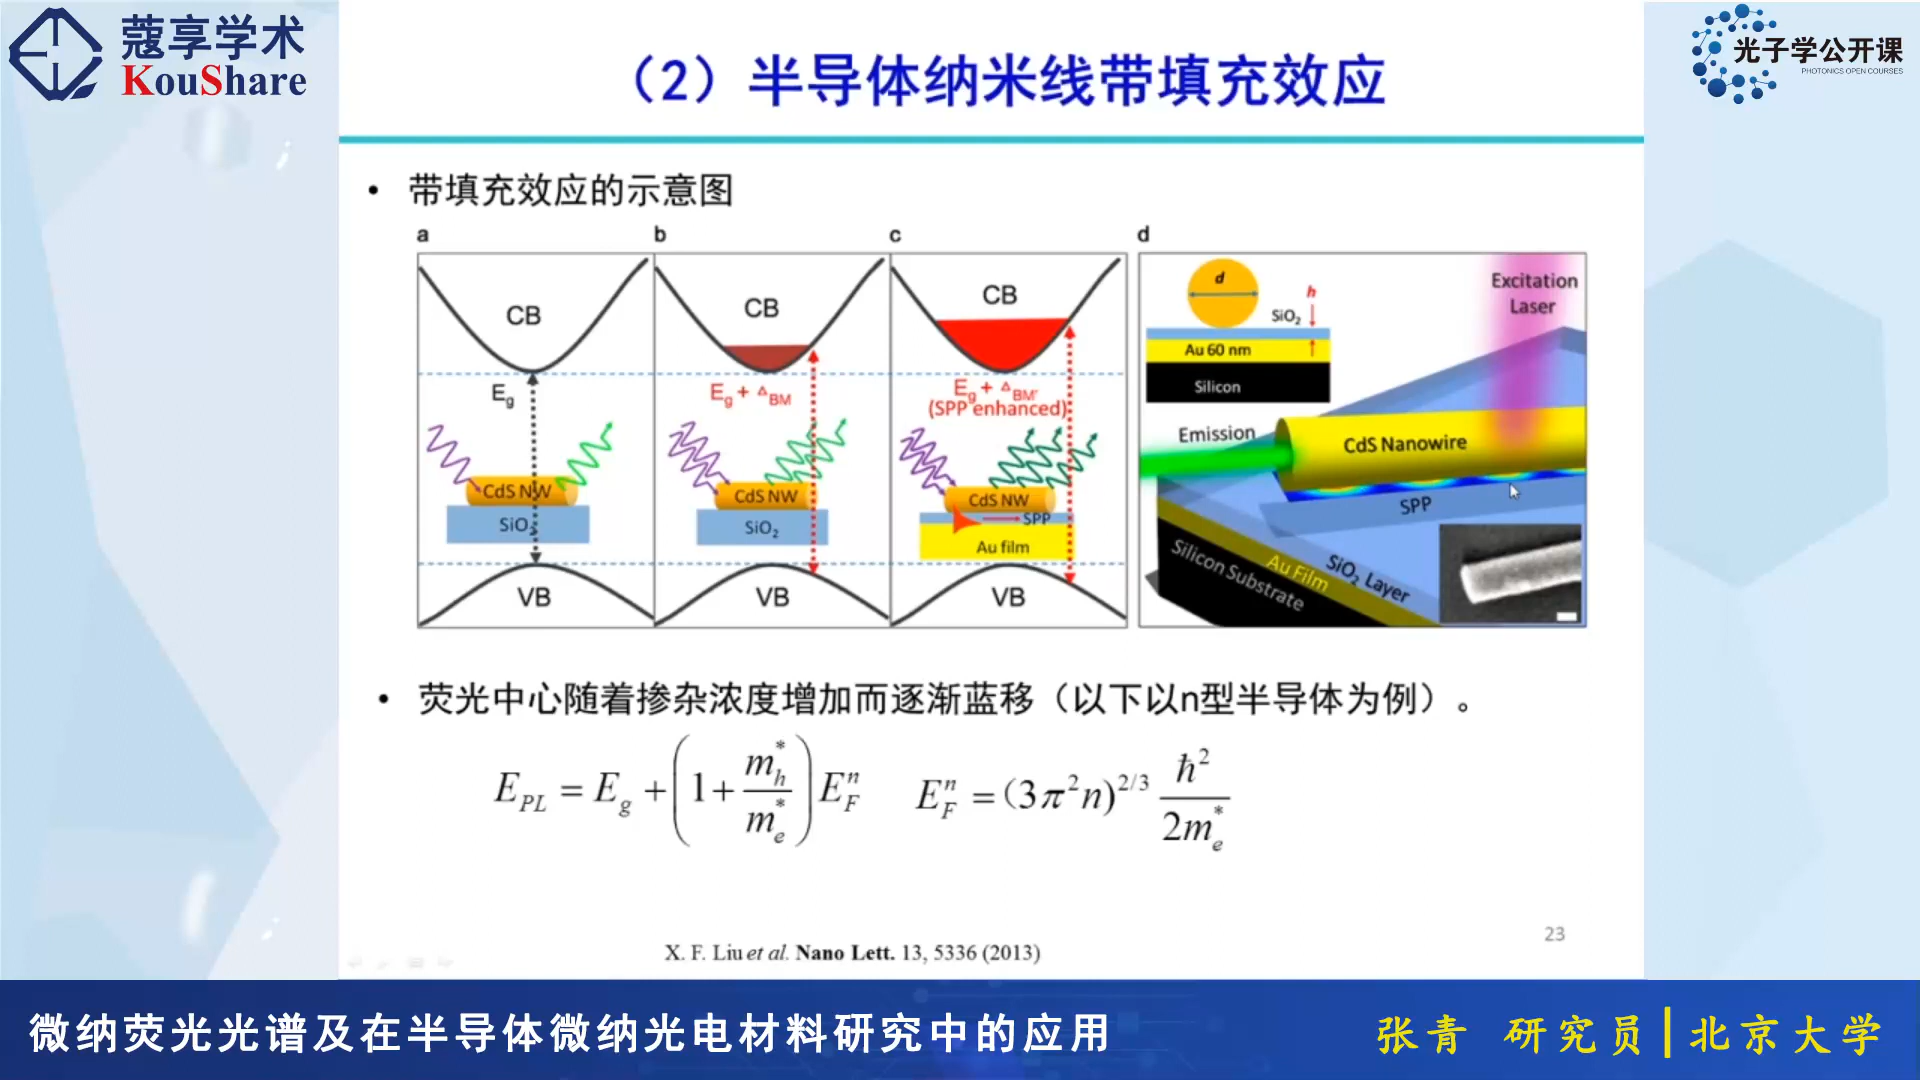 蔻享学术
KouShare
光子学公开课
PHOTONICS OPEN COURSES
（2）半导体纳米线带填充效应
• 带填充效应的示意图
a
b
c
d
CB
Eg
CdS NW
SiO2
VB
CB
Eg + △BM
CdS NW
SiO2
VB
CB
Eg + △BM'
(SPP enhanced)
CdS NW
SPP
Au film
VB
d
h
SiO2
Au 60 nm
Silicon
Excitation
Laser
Emission
CdS Nanowire
SPP
SiO2 Layer
Au Film
Silicon Substrate
• 荧光中心随着掺杂浓度增加而逐渐蓝移（以下以n型半导体为例）。
E_PL = E_g + (1 + m_h^*/m_e^*) E_F^n
E_F^n = (3π²n)^{2/3} ħ²/2m_e^*
X. F. Liu et al. Nano Lett. 13, 5336 (2013)
23
微纳荧光光谱及在半导体微纳光电材料研究中的应用
张青 研究员|北京大学